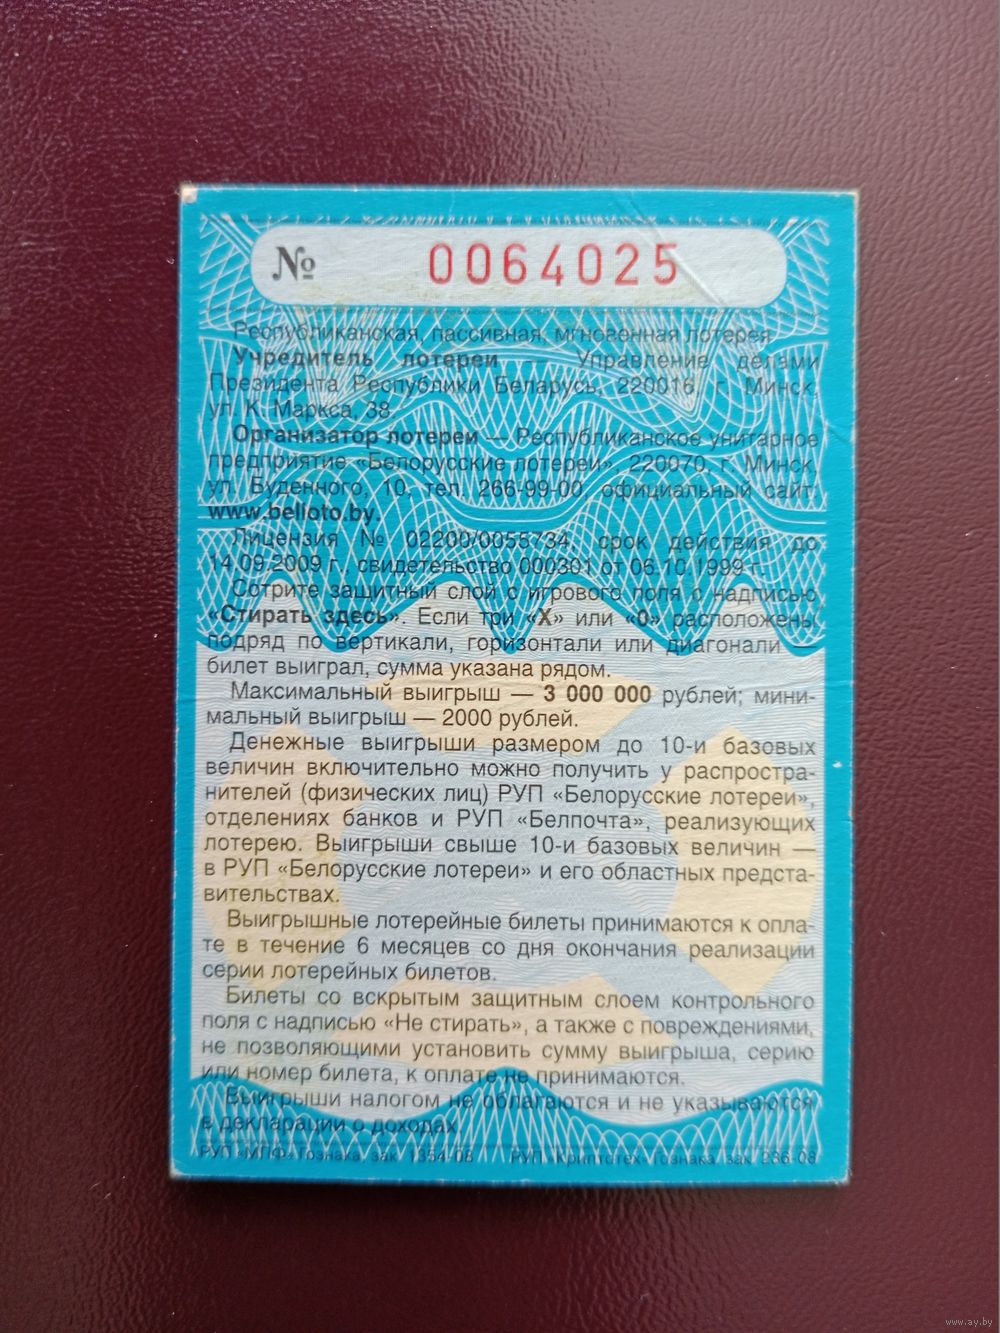 № 0064025
Республиканская, пассивная, мгновенная лотерея
Учредитель лотереи — Управление делами
Президента Республики Беларусь, 220016, г. Минск,
ул. К. Маркса, 38.
Организатор лотереи — Республиканское унитарное
предприятие «Белорусские лотереи», 220070, г. Минск,
ул. Буденного, 10, тел. 266-99-00, официальный сайт:
www.belloto.by.
Лицензия № 02200/0055734, срок действия до
14.09.2009 г., свидетельство 000301 от 06.10.1999 г.
Сотрите защитный слой с игрового поля с надписью
«Стирать здесь». Если три «X» или «0» расположены
подряд по вертикали, горизонтали или диагонали —
билет выиграл, сумма указана рядом.
Максимальный выигрыш — 3 000 000 рублей; мини-
мальный выигрыш — 2000 рублей.
Денежные выигрыши размером до 10-и базовых
величин включительно можно получить у распростра-
нителей (физических лиц) РУП «Белорусские лотереи»,
отделениях банков и РУП «Белпочта», реализующих
лотерею. Выигрыши свыше 10-и базовых величин —
в РУП «Белорусские лотереи» и его областных предста-
вительствах.
Выигрышные лотерейные билеты принимаются к опла-
те в течение 6 месяцев со дня окончания реализации
серии лотерейных билетов.
Билеты со вскрытым защитным слоем контрольного
поля с надписью «Не стирать», а также с повреждениями,
не позволяющими установить сумму выигрыша, серию
или номер билета, к оплате не принимаются.
Выигрыши налогом не облагаются и не указываются
в декларации о доходах.
РУП «МПФ» Гознака, зак. 1354-08 РУП «Криптотех» Гознака, зак. 236-08
www.ay.by